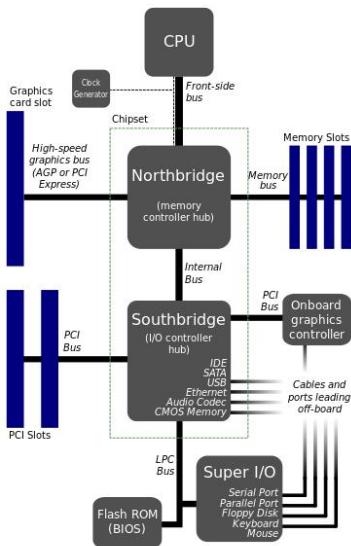 CPU
Graphics
card slot
Clock
Generator
Front-side
bus
Chipset
High-speed
graphics bus
(AGP or PCI
Express)
Northbridge
(memory
controller hub)
Memory
bus
Memory Slots
Internal
Bus
Southbridge
(I/O controller
hub)
PCI
Bus
PCI
Bus
Onboard
graphics
controller
IDE
SATA
USB
Ethernet
Audio Codec
CMOS Memory
Cables and
ports leading
off-board
PCI Slots
LPC
Bus
Super I/O
Serial Port
Parallel Port
Floppy Disk
Keyboard
Mouse
Flash ROM
(BIOS)